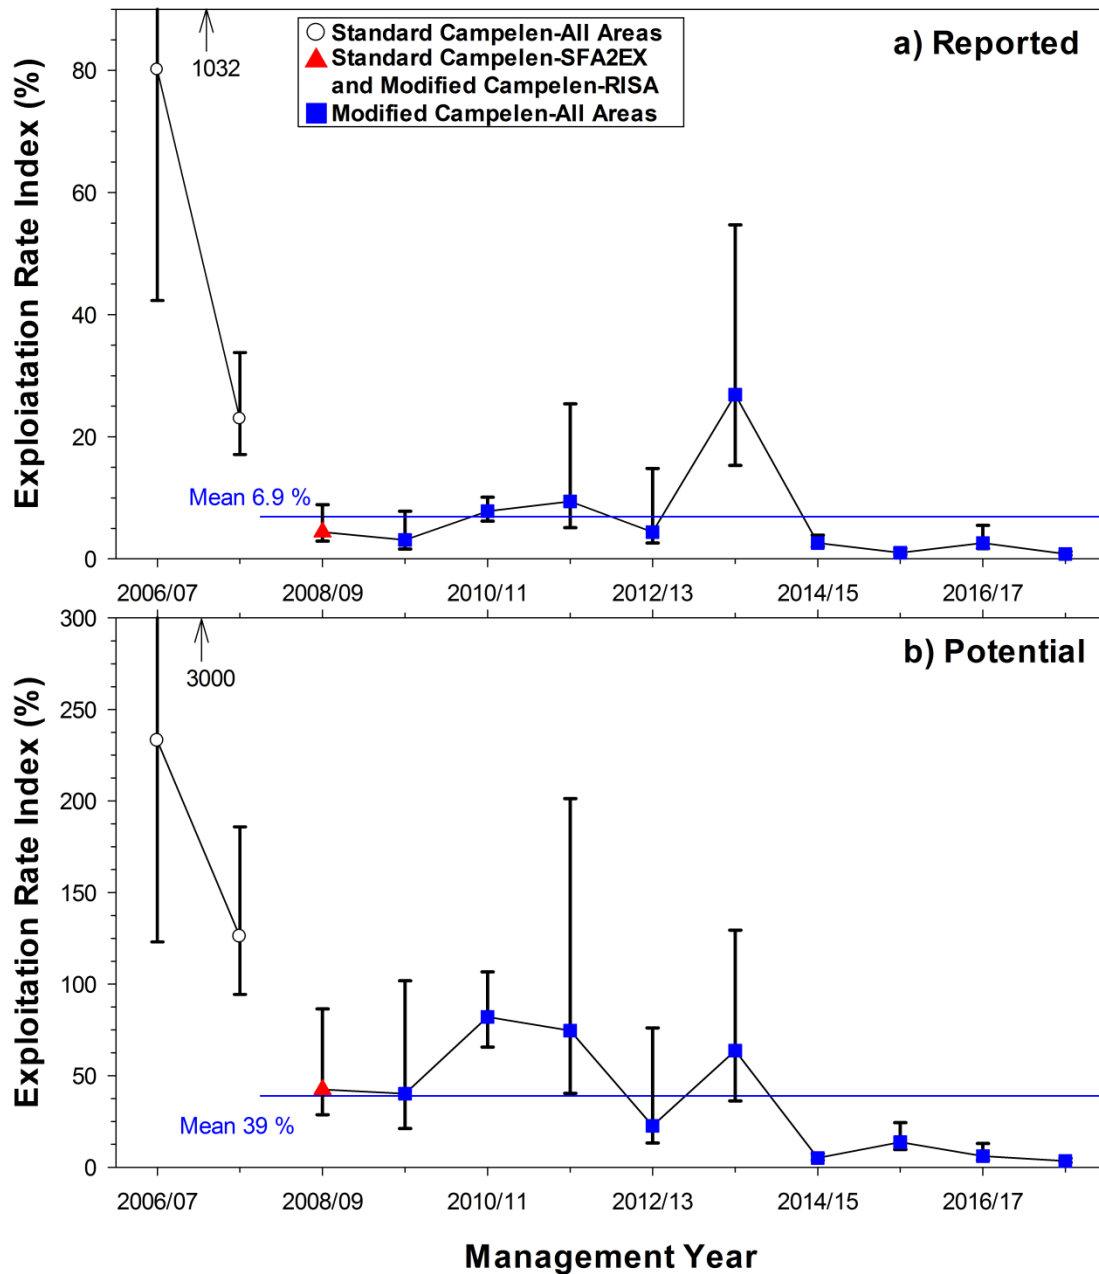 Standard Campelen-All Areas
Standard Campelen-SFA2EX
and Modified Campelen-RISA
Modified Campelen-All Areas
a) Reported
1032
Exploiatation Rate Index (%)
80
60
40
20
0
Mean 6.9 %
2006/07 2008/09 2010/11 2012/13 2014/15 2016/17
b) Potential
3000
Exploitation Rate Index (%)
300
250
200
150
100
50
0
Mean 39 %
2006/07 2008/09 2010/11 2012/13 2014/15 2016/17
Management Year